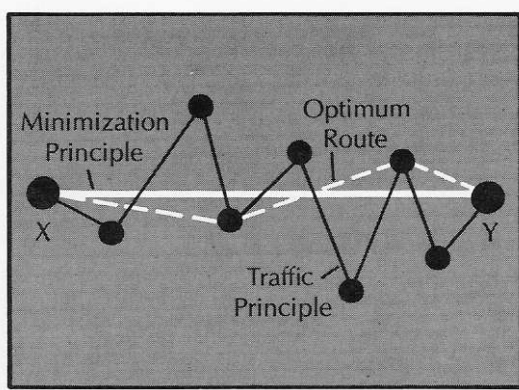 Minimization
Principle
Optimum
Route
X
Y
Traffic
Principle